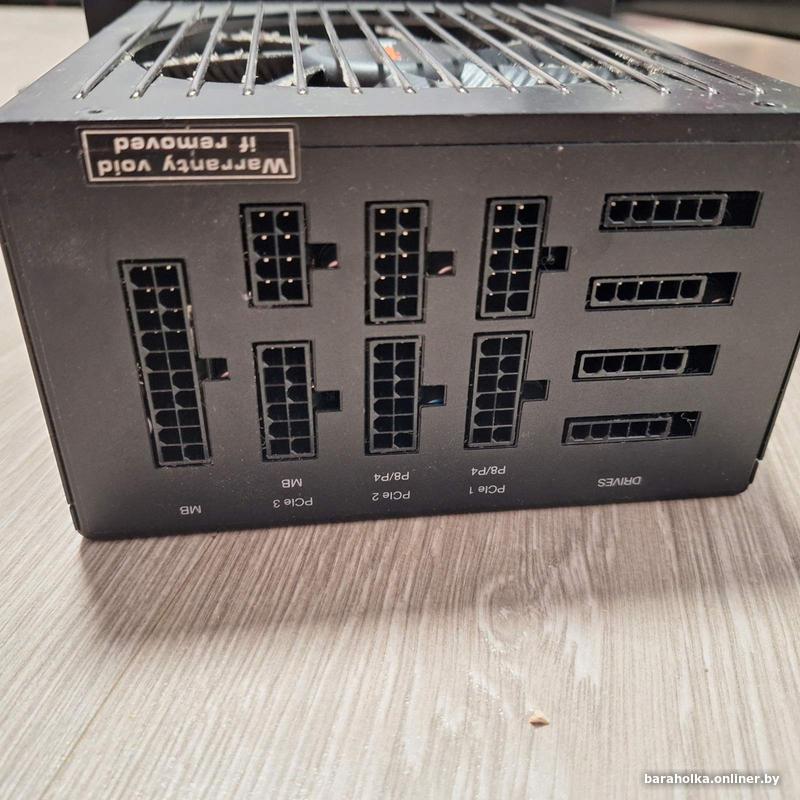 Warranty void
if removed
DRIVES
PCIe 1
P8/P4
PCIe 2
P8/P4
PCIe 3
MB
MB
baraholka.onliner.by